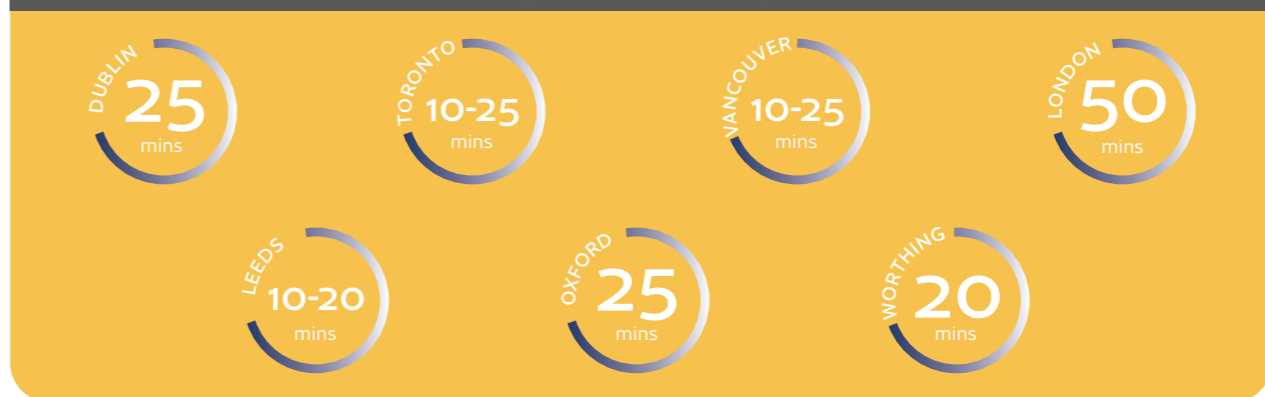 DUBLIN
25
mins
TORONTO
10-25
mins
VANCOUVER
10-25
mins
LONDON
50
mins
LEEDS
10-20
mins
OXFORD
25
mins
WORTHING
20
mins